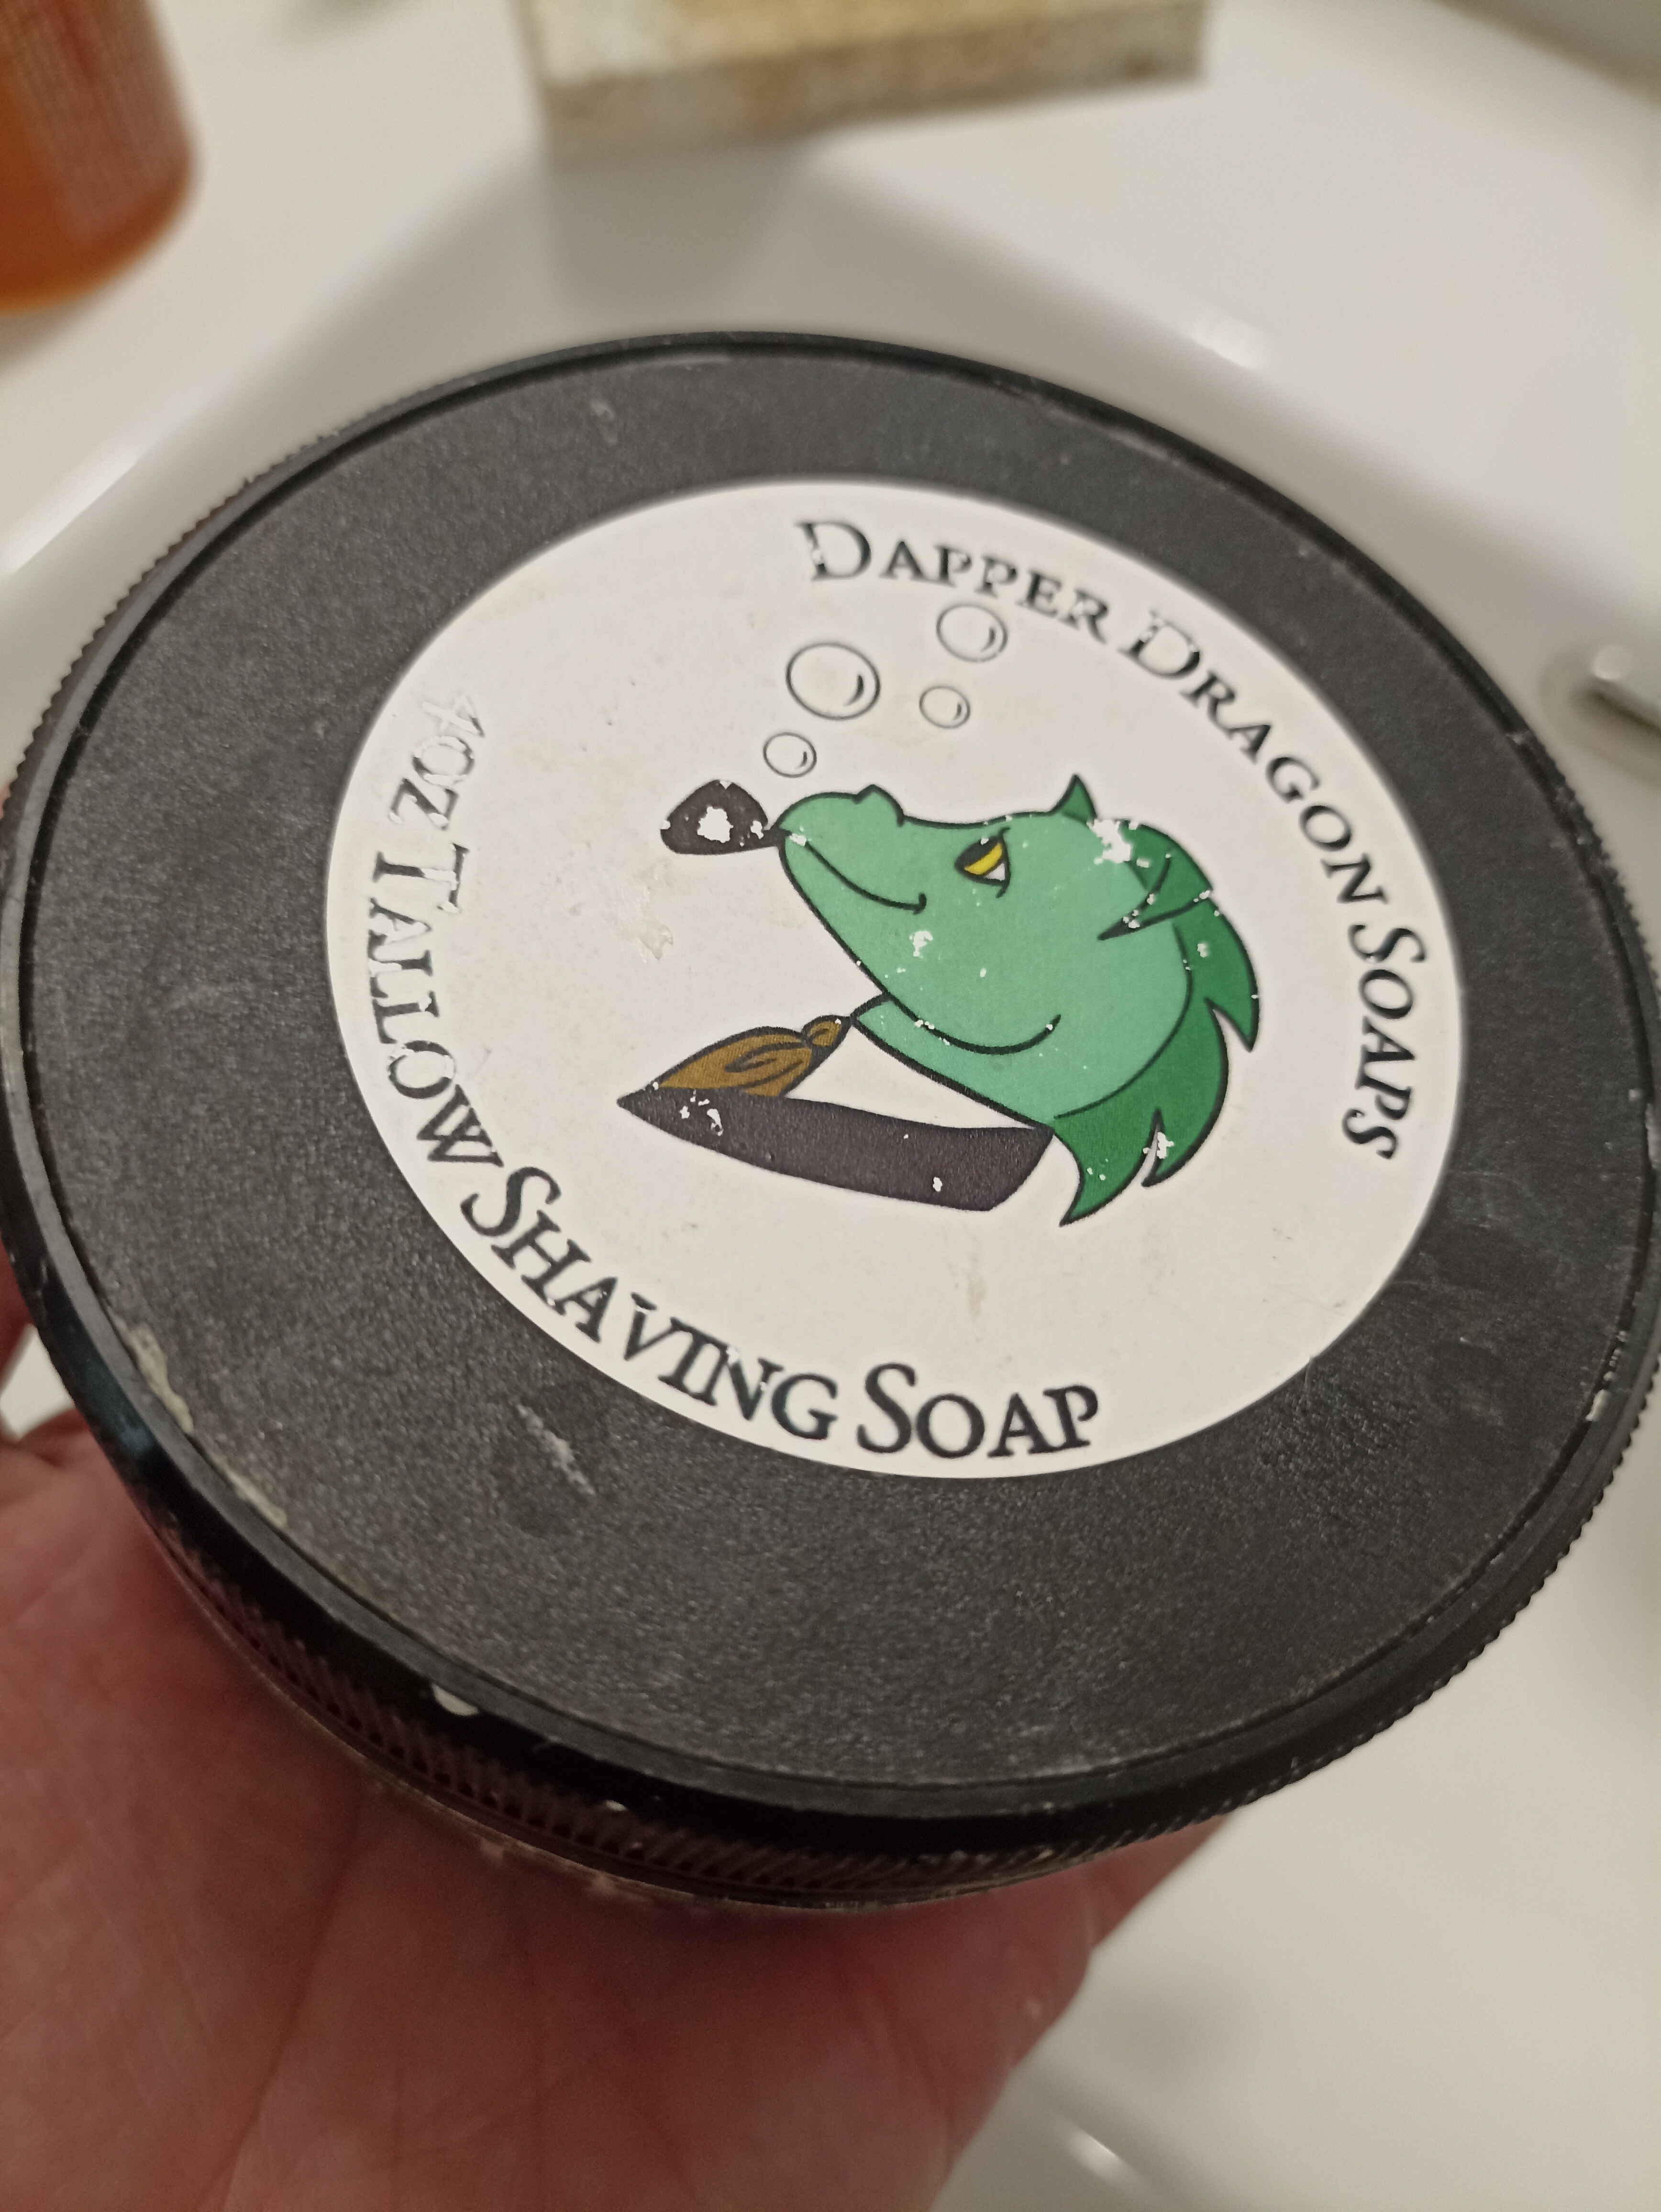 Dapper Dragon Soaps
4oz Tallow Shaving Soap